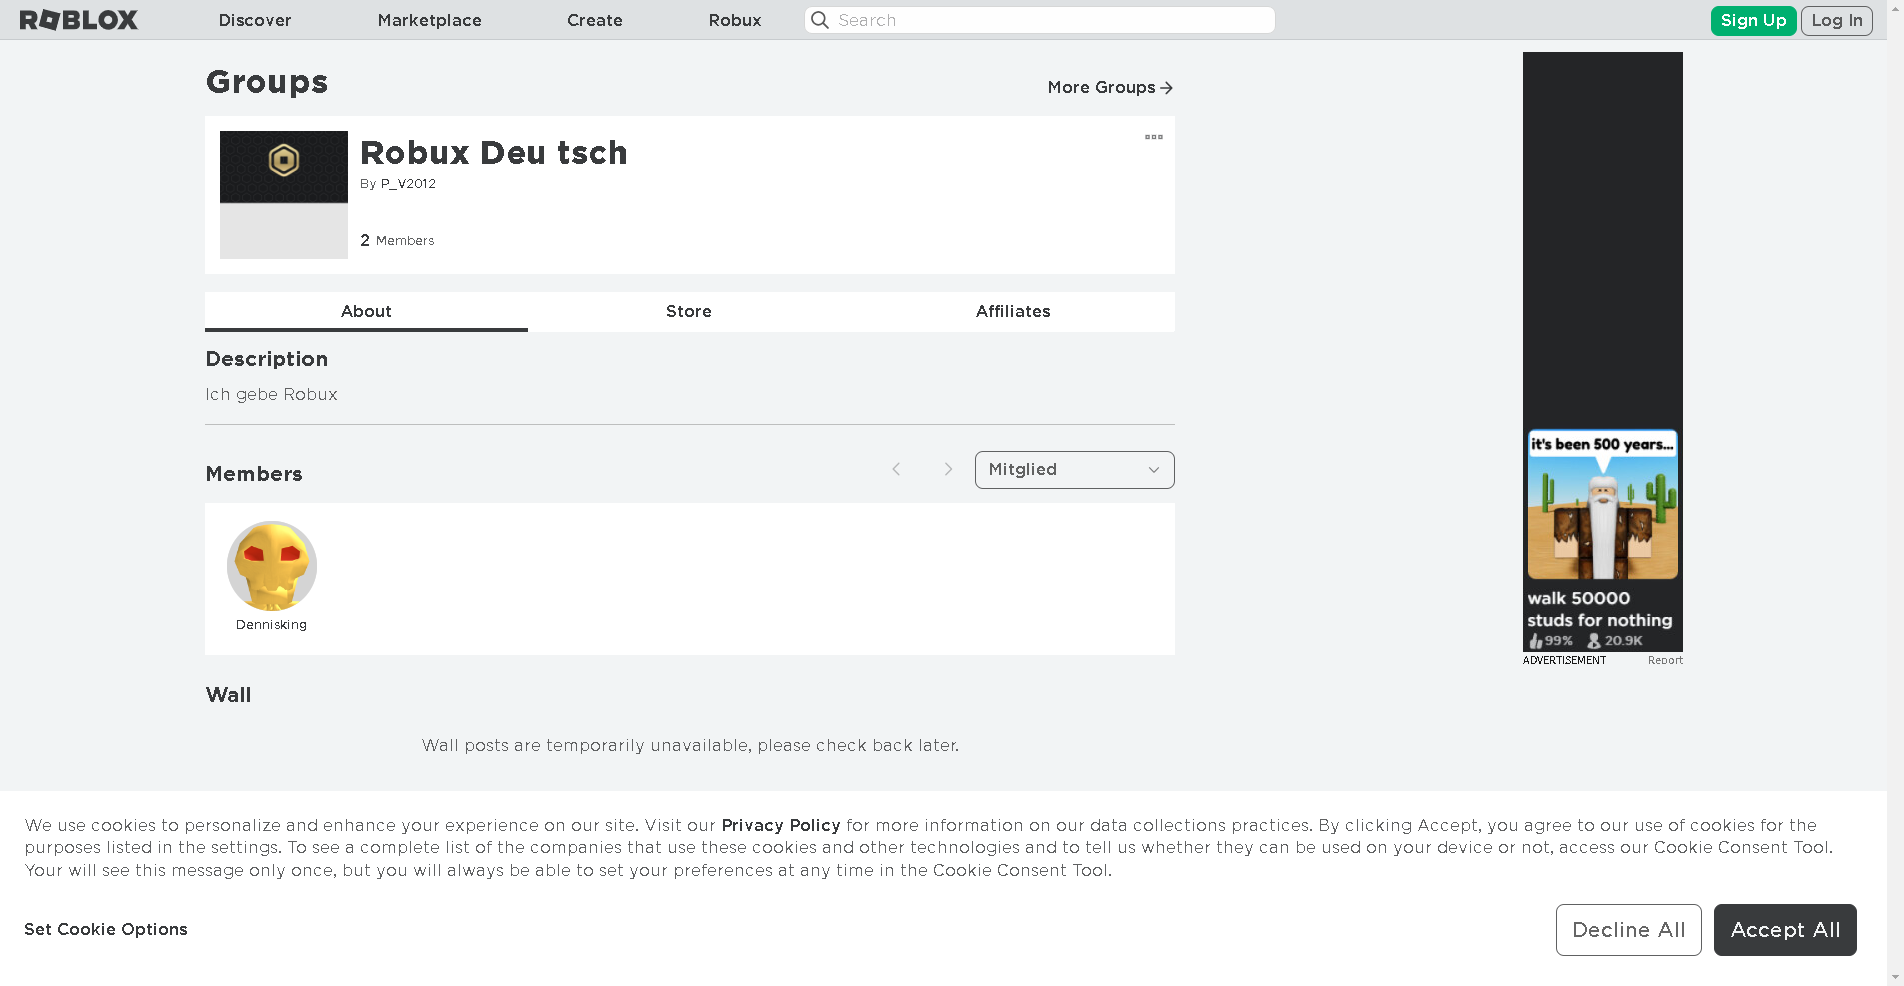 ROBLOX
Discover
Marketplace
Create
Robux
Search
Sign Up
Log In
Groups
More Groups
Robux Deu tsch
By P_V2012
2 Members
About
Store
Affiliates
Description
Ich gebe Robux
Members
Mitglied
Dennisking
Wall
Wall posts are temporarily unavailable, please check back later.
it's been 500 years...
walk 50000
studs for nothing
99% 20.9K
ADVERTISEMENT
Report
We use cookies to personalize and enhance your experience on our site. Visit our Privacy Policy for more information on our data collections practices. By clicking Accept, you agree to our use of cookies for the
purposes listed in the settings. To see a complete list of the companies that use these cookies and other technologies and to tell us whether they can be used on your device or not, access our Cookie Consent Tool.
Your will see this message only once, but you will always be able to set your preferences at any time in the Cookie Consent Tool.
Set Cookie Options
Decline All
Accept All